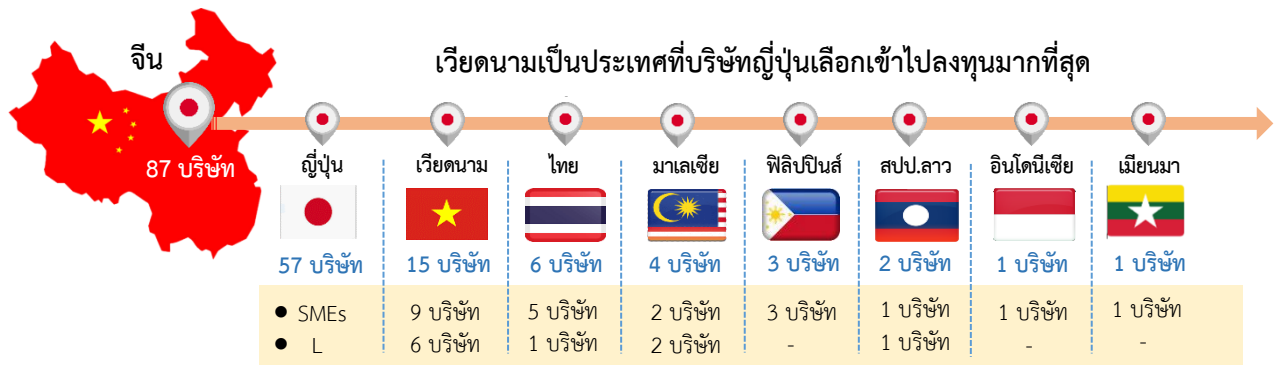 จีน
เวียดนามเป็นประเทศที่บริษัทญี่ปุ่นเลือกเข้าไปลงทุนมากที่สุด
87 บริษัท
ญี่ปุ่น เวียดนาม ไทย มาเลเซีย ฟิลิปปินส์ สปป.ลาว อินโดนีเซีย เมียนมา
57 บริษัท 15 บริษัท 6 บริษัท 4 บริษัท 3 บริษัท 2 บริษัท 1 บริษัท 1 บริษัท
● SMEs 9 บริษัท 5 บริษัท 2 บริษัท 3 บริษัท 1 บริษัท 1 บริษัท 1 บริษัท
● L 6 บริษัท 1 บริษัท 2 บริษัท - 1 บริษัท - -